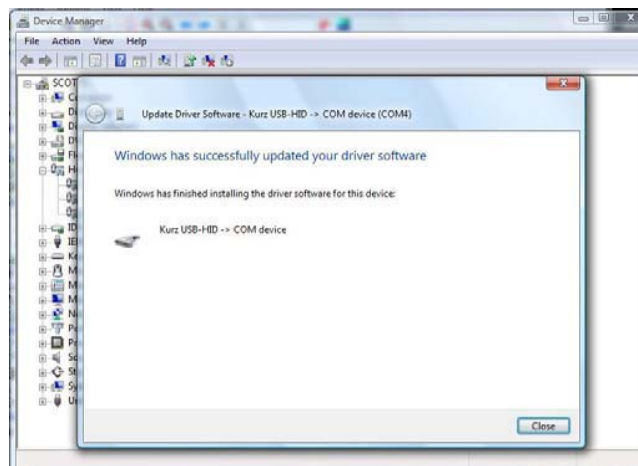 Device Manager
File Action View Help
SCOT
Update Driver Software - Kurz USB-HID -> COM device (COM4)
Windows has successfully updated your driver software
Windows has finished installing the driver software for this device:
Kurz USB-HID -> COM device
ID
Close